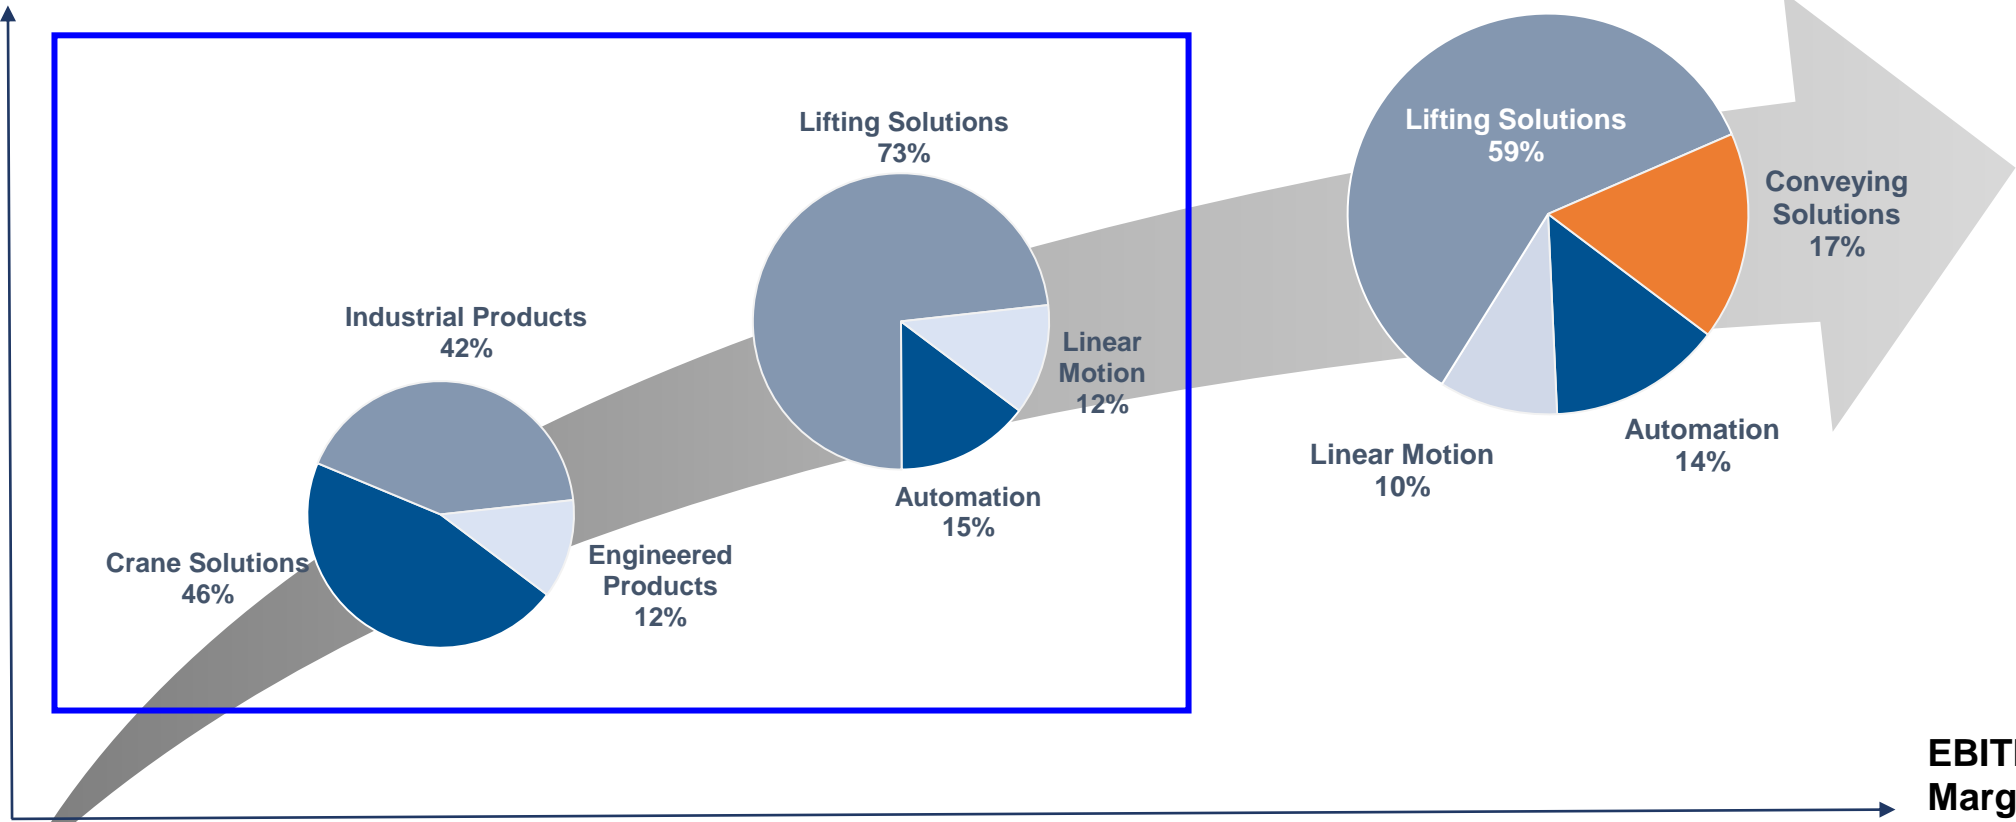 Lifting Solutions
73%
Lifting Solutions
59%
Conveying
Solutions
17%
Industrial Products
42%
Linear
Motion
12%
Automation
14%
Linear Motion
10%
Automation
15%
Crane Solutions
46%
Engineered
Products
12%